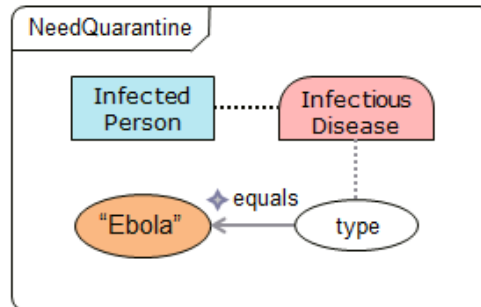 NeedQuarantine
Infected
Person
Infectious
Disease
equals
“Ebola”
type